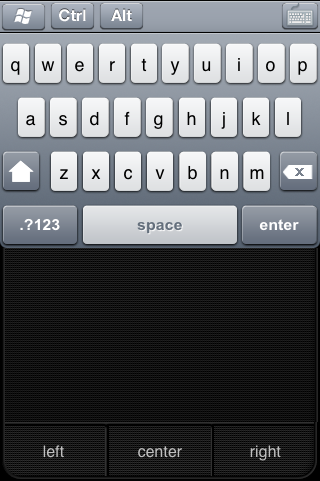 Ctrl Alt
q w e r t y u i o p
a s d f g h j k l
z x c v b n m x
.?123 space enter
left center right